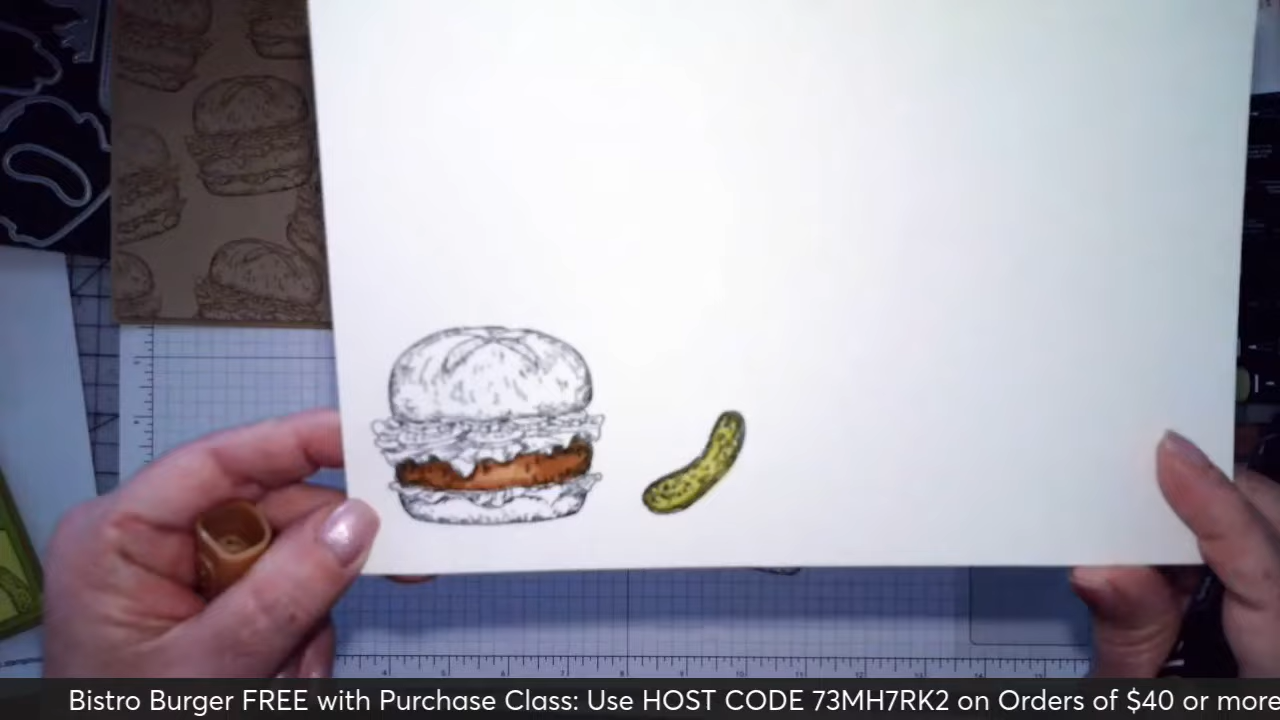 Bistro Burger FREE with Purchase Class: Use HOST CODE 73MH7RK2 on Orders of $40 or more